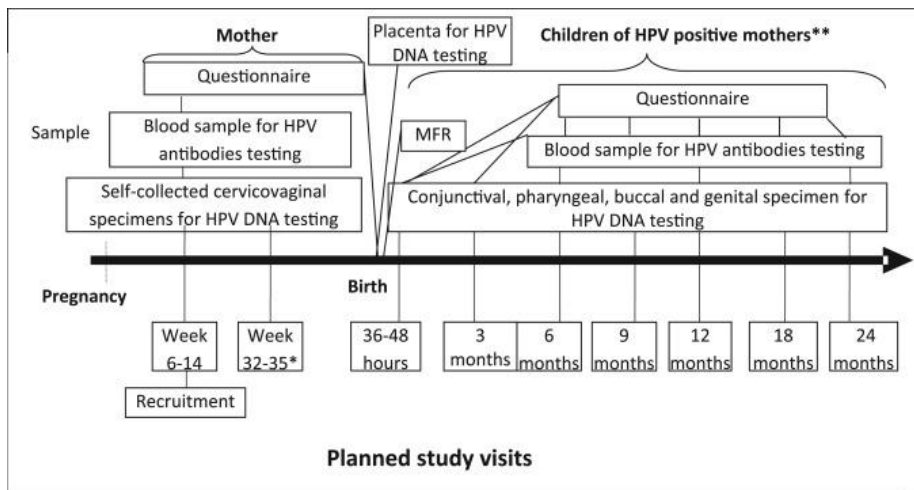 Mother
Placenta for HPV
DNA testing
Children of HPV positive mothers**
Questionnaire
Questionnaire
Sample
Blood sample for HPV
antibodies testing
MFR
Blood sample for HPV antibodies testing
Self-collected cervicovaginal
specimens for HPV DNA testing
Conjunctival, pharyngeal, buccal and genital specimen for
HPV DNA testing
Pregnancy
Birth
Week
6-14
Week
32-35*
36-48
hours
3
months
6
months
9
months
12
months
18
months
24
months
Recruitment
Planned study visits